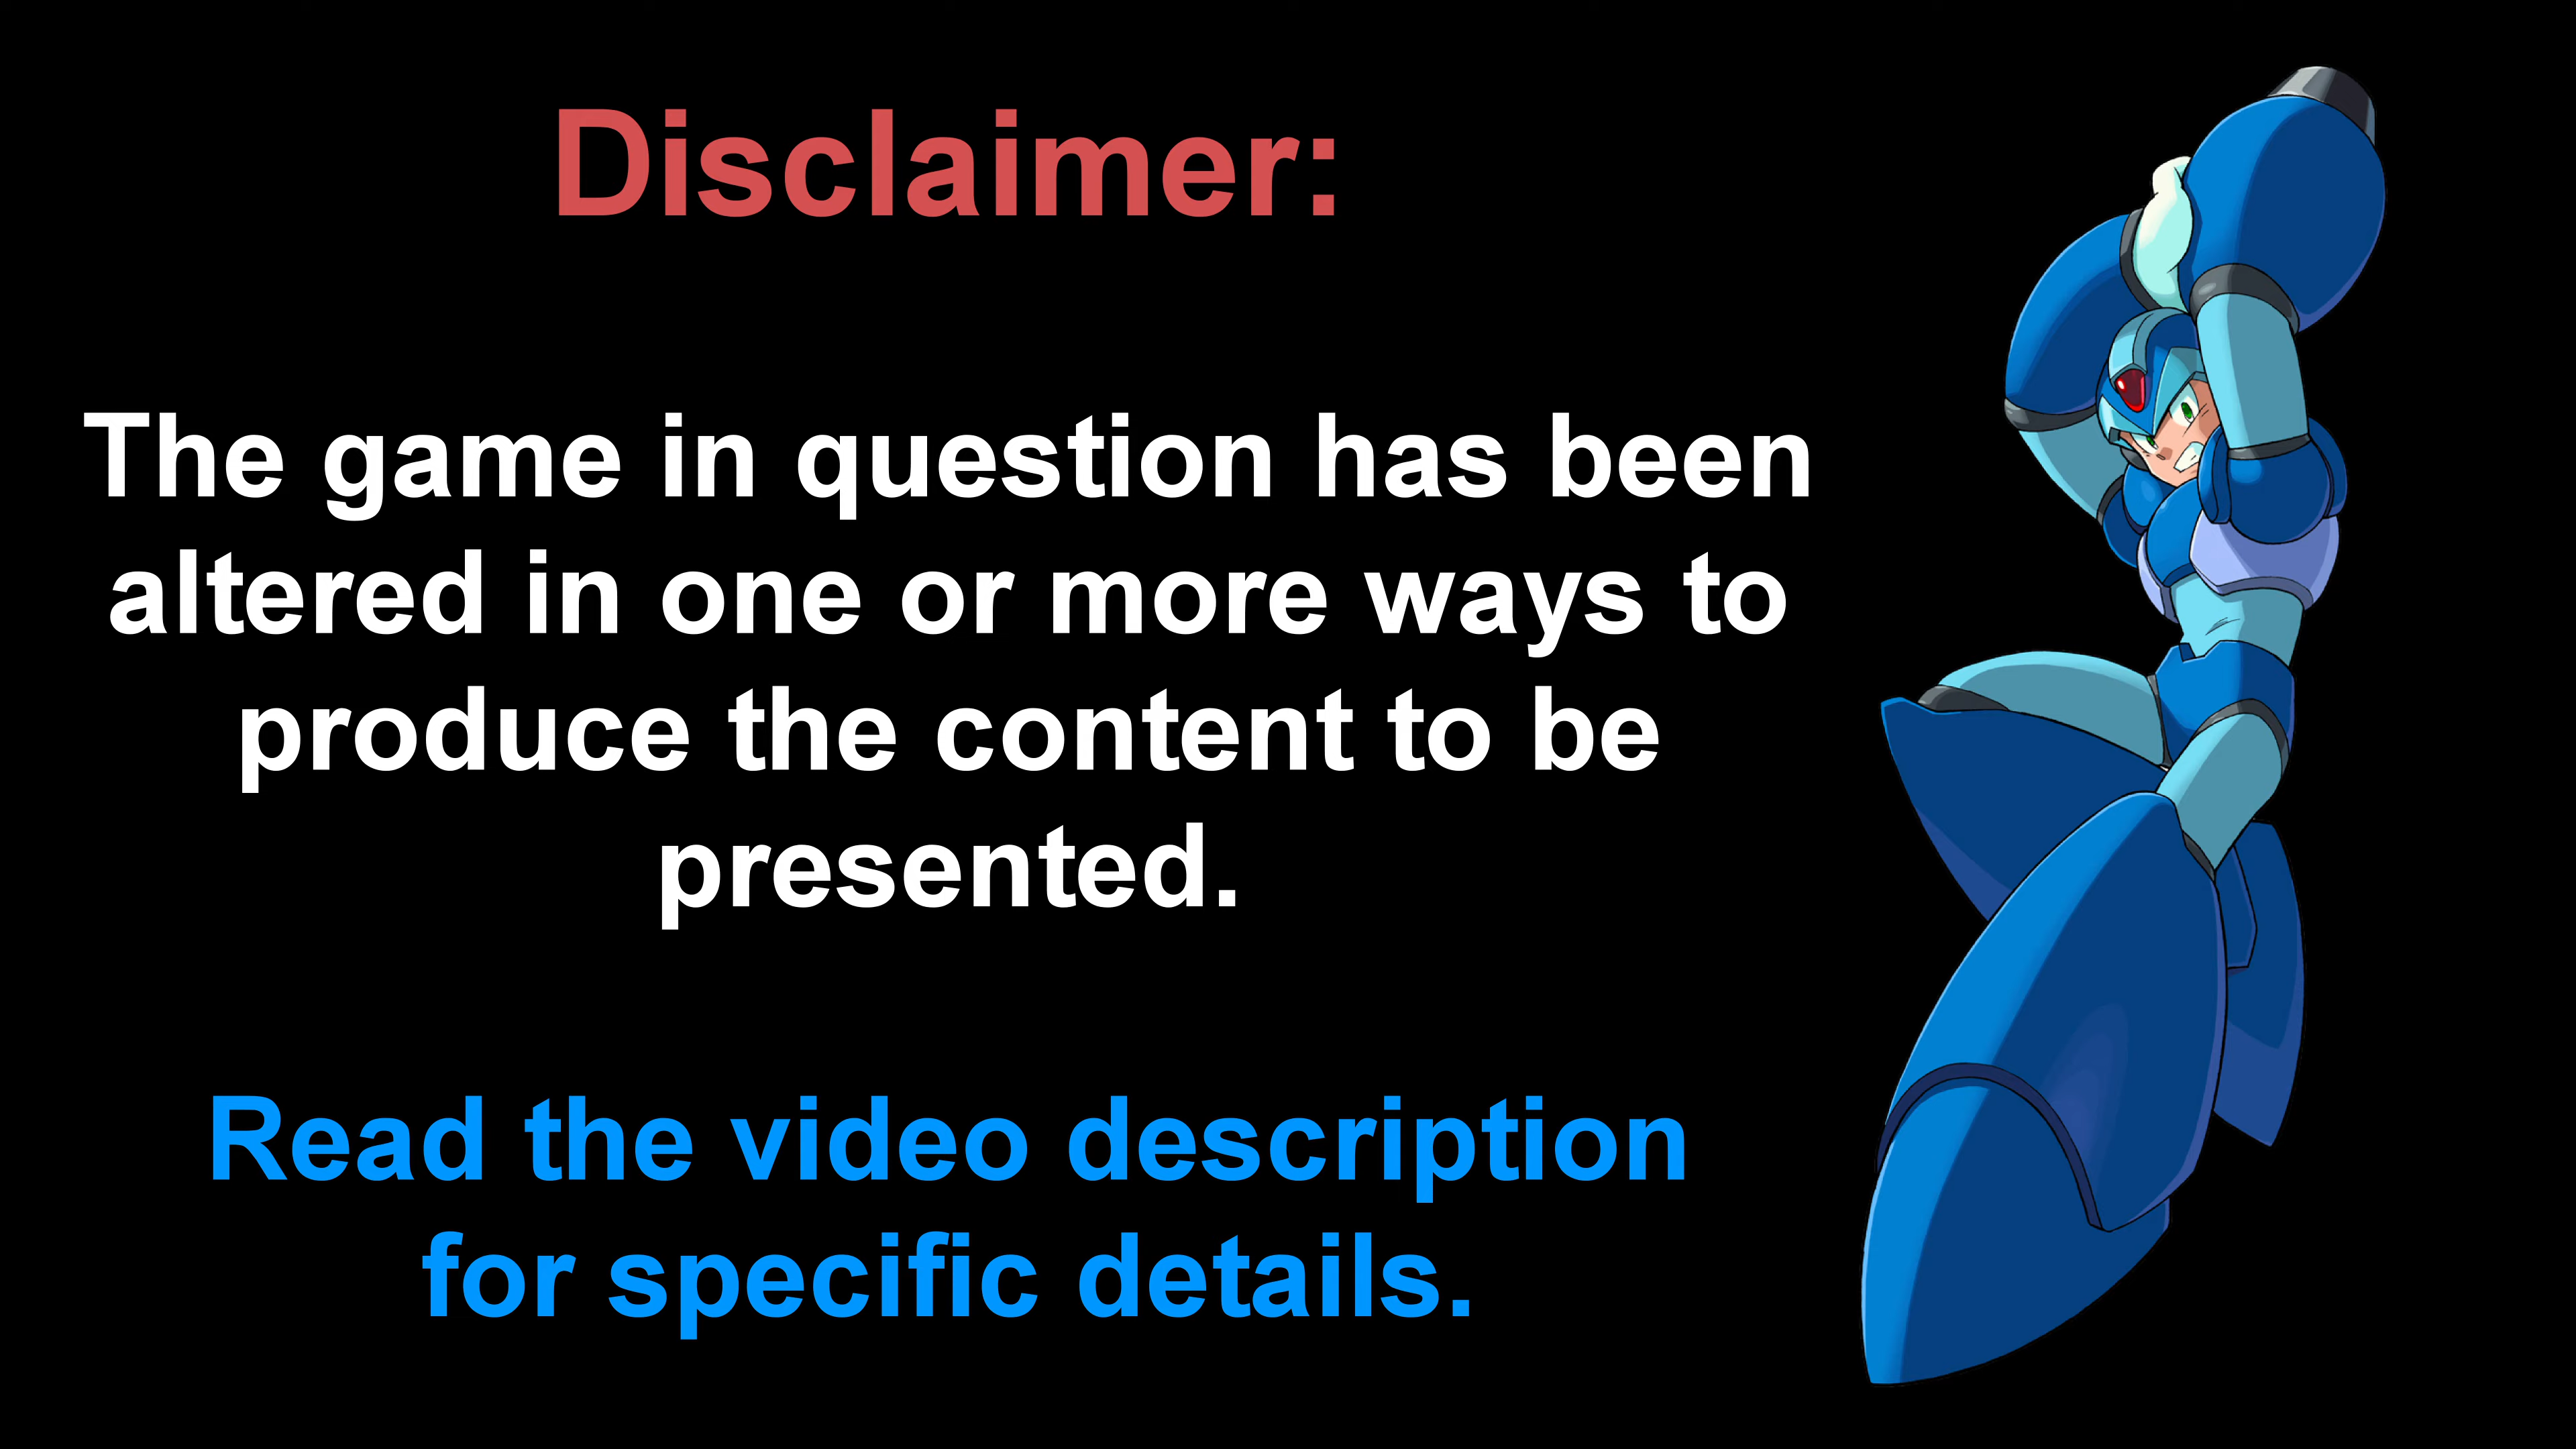 Disclaimer:
The game in question has been
altered in one or more ways to
produce the content to be
presented.
Read the video description
for specific details.